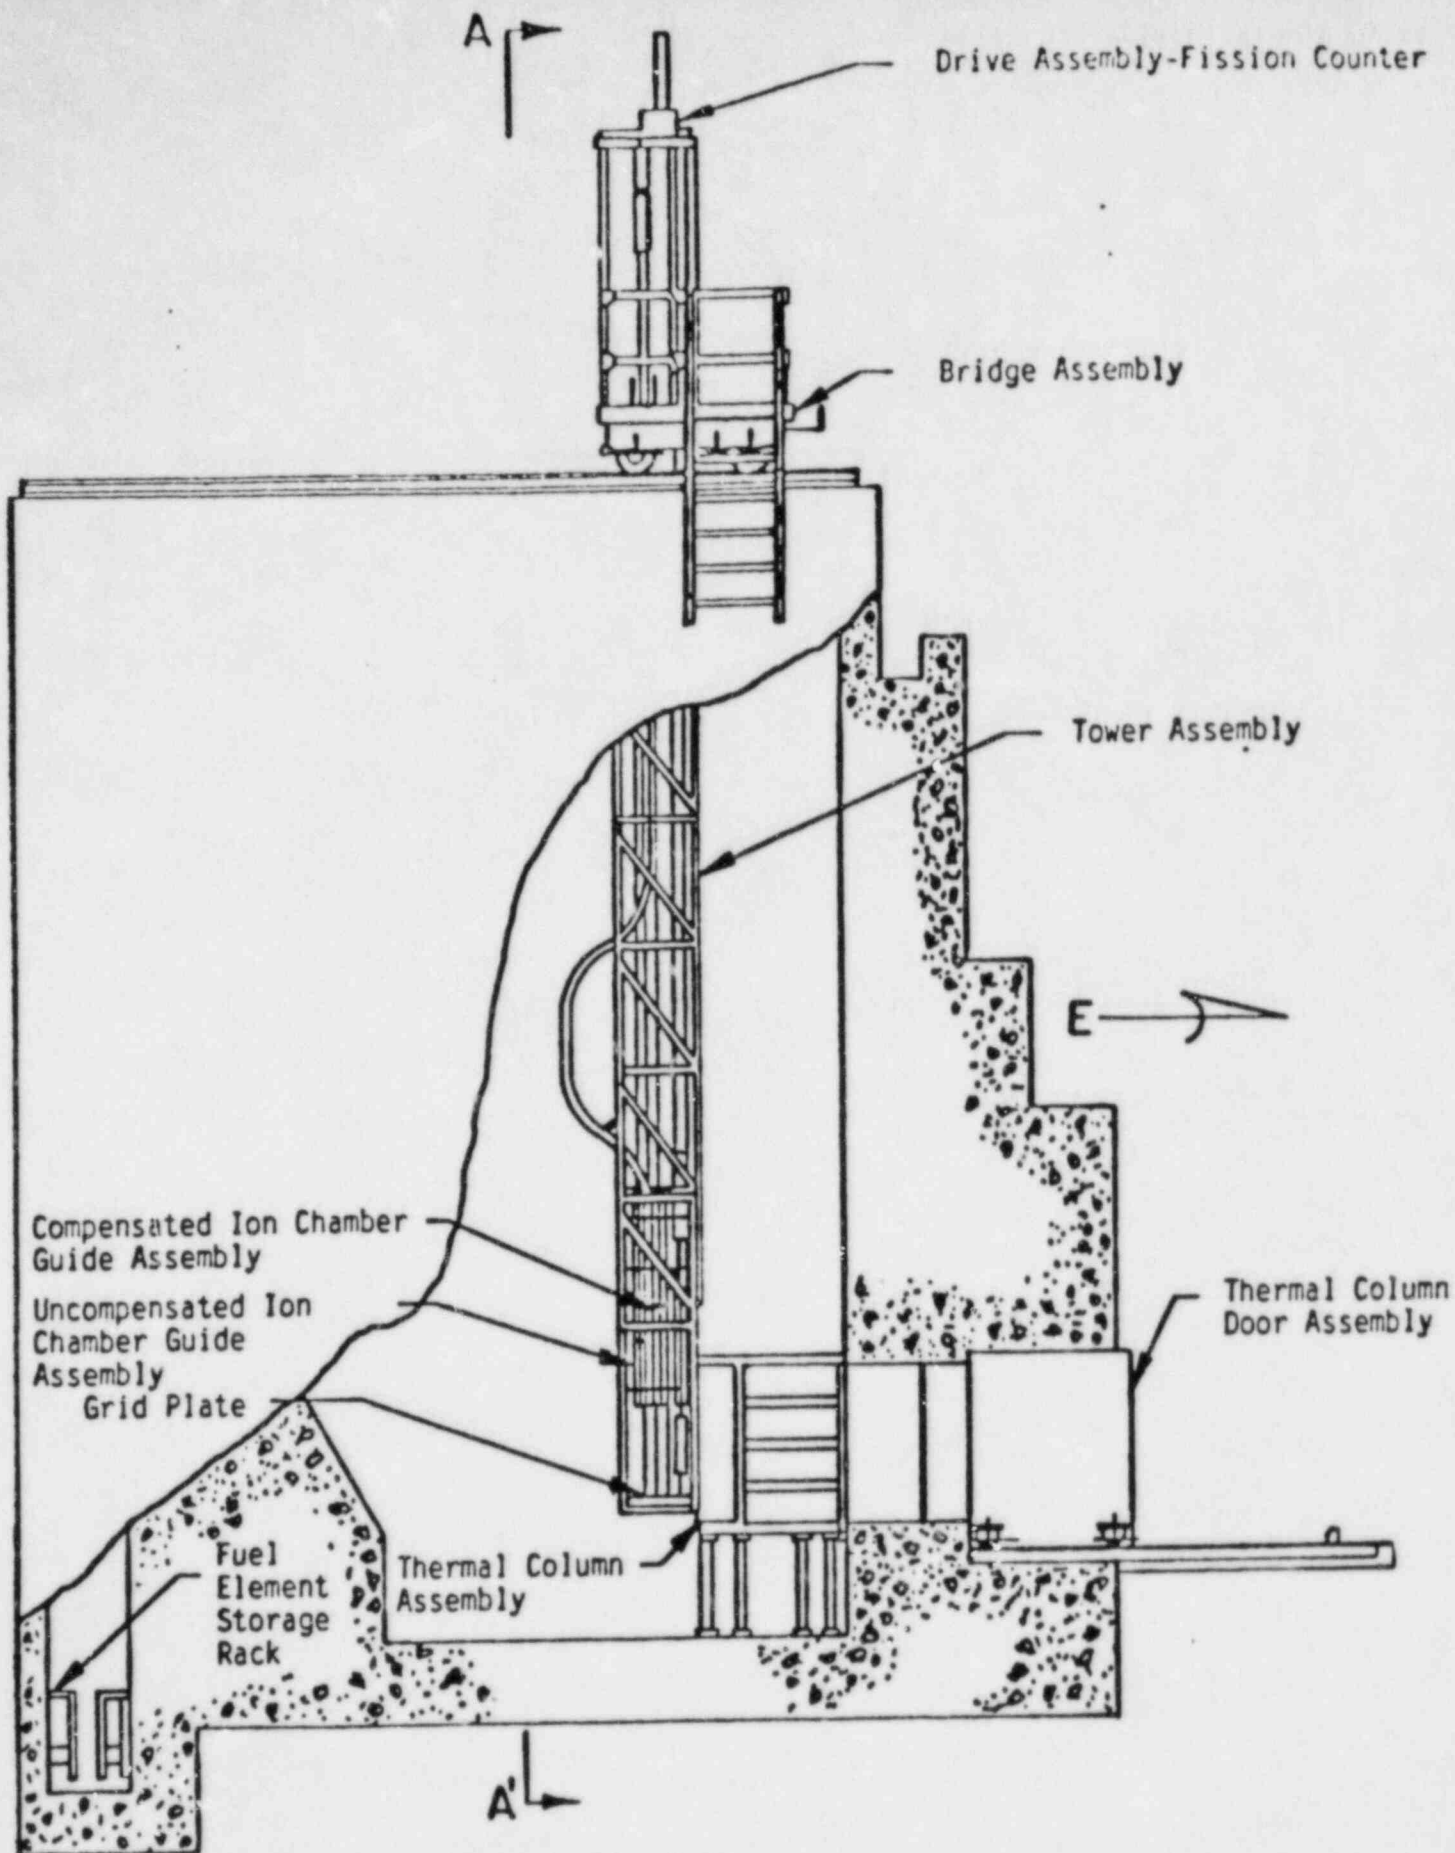 A
Drive Assembly-Fission Counter
Bridge Assembly
Tower Assembly
E
Compensated Ion Chamber
Guide Assembly
Uncompensated Ion
Chamber Guide
Assembly
Grid Plate
Thermal Column
Door Assembly
Fuel
Element
Storage
Rack
Thermal Column
Assembly
A'